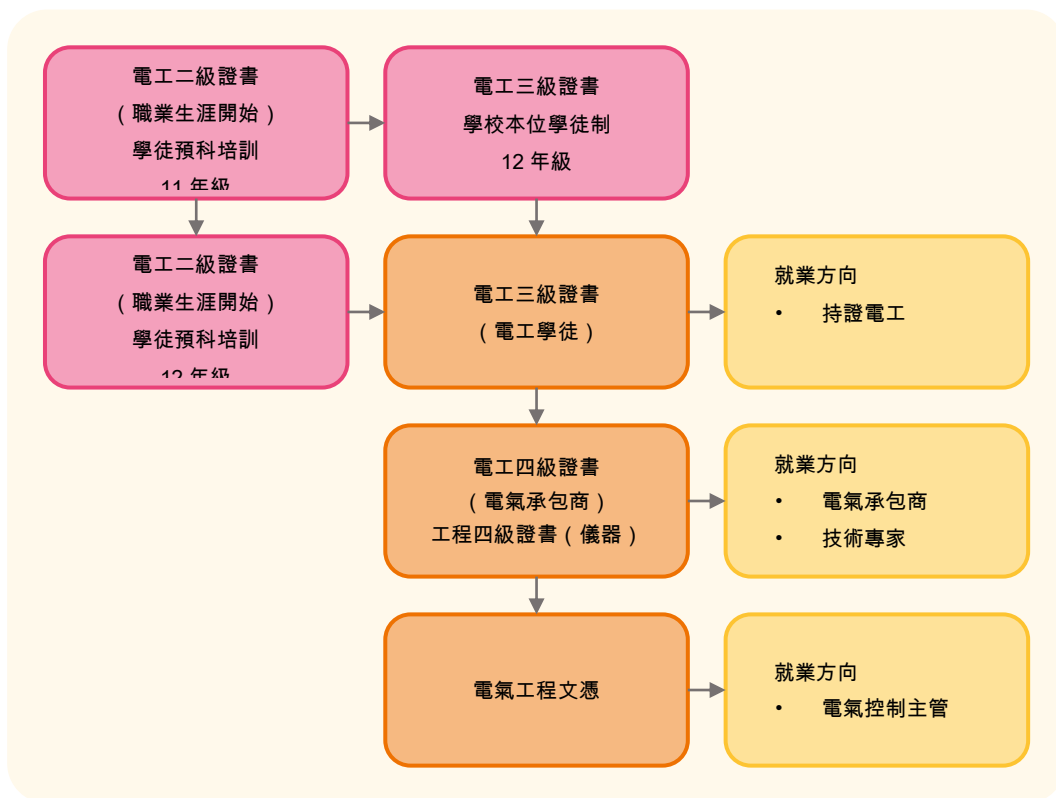 電工二級證書
（職業生涯開始）
學徒預科培訓
11 年級
電工三級證書
學校本位學徒制
12 年級
電工二級證書
（職業生涯開始）
學徒預科培訓
12 年級
電工三級證書
（電工學徒）
就業方向
• 持證電工
電工四級證書
（電氣承包商）
工程四級證書（儀器）
就業方向
• 電氣承包商
• 技術專家
電氣工程文憑
就業方向
• 電氣控制主管